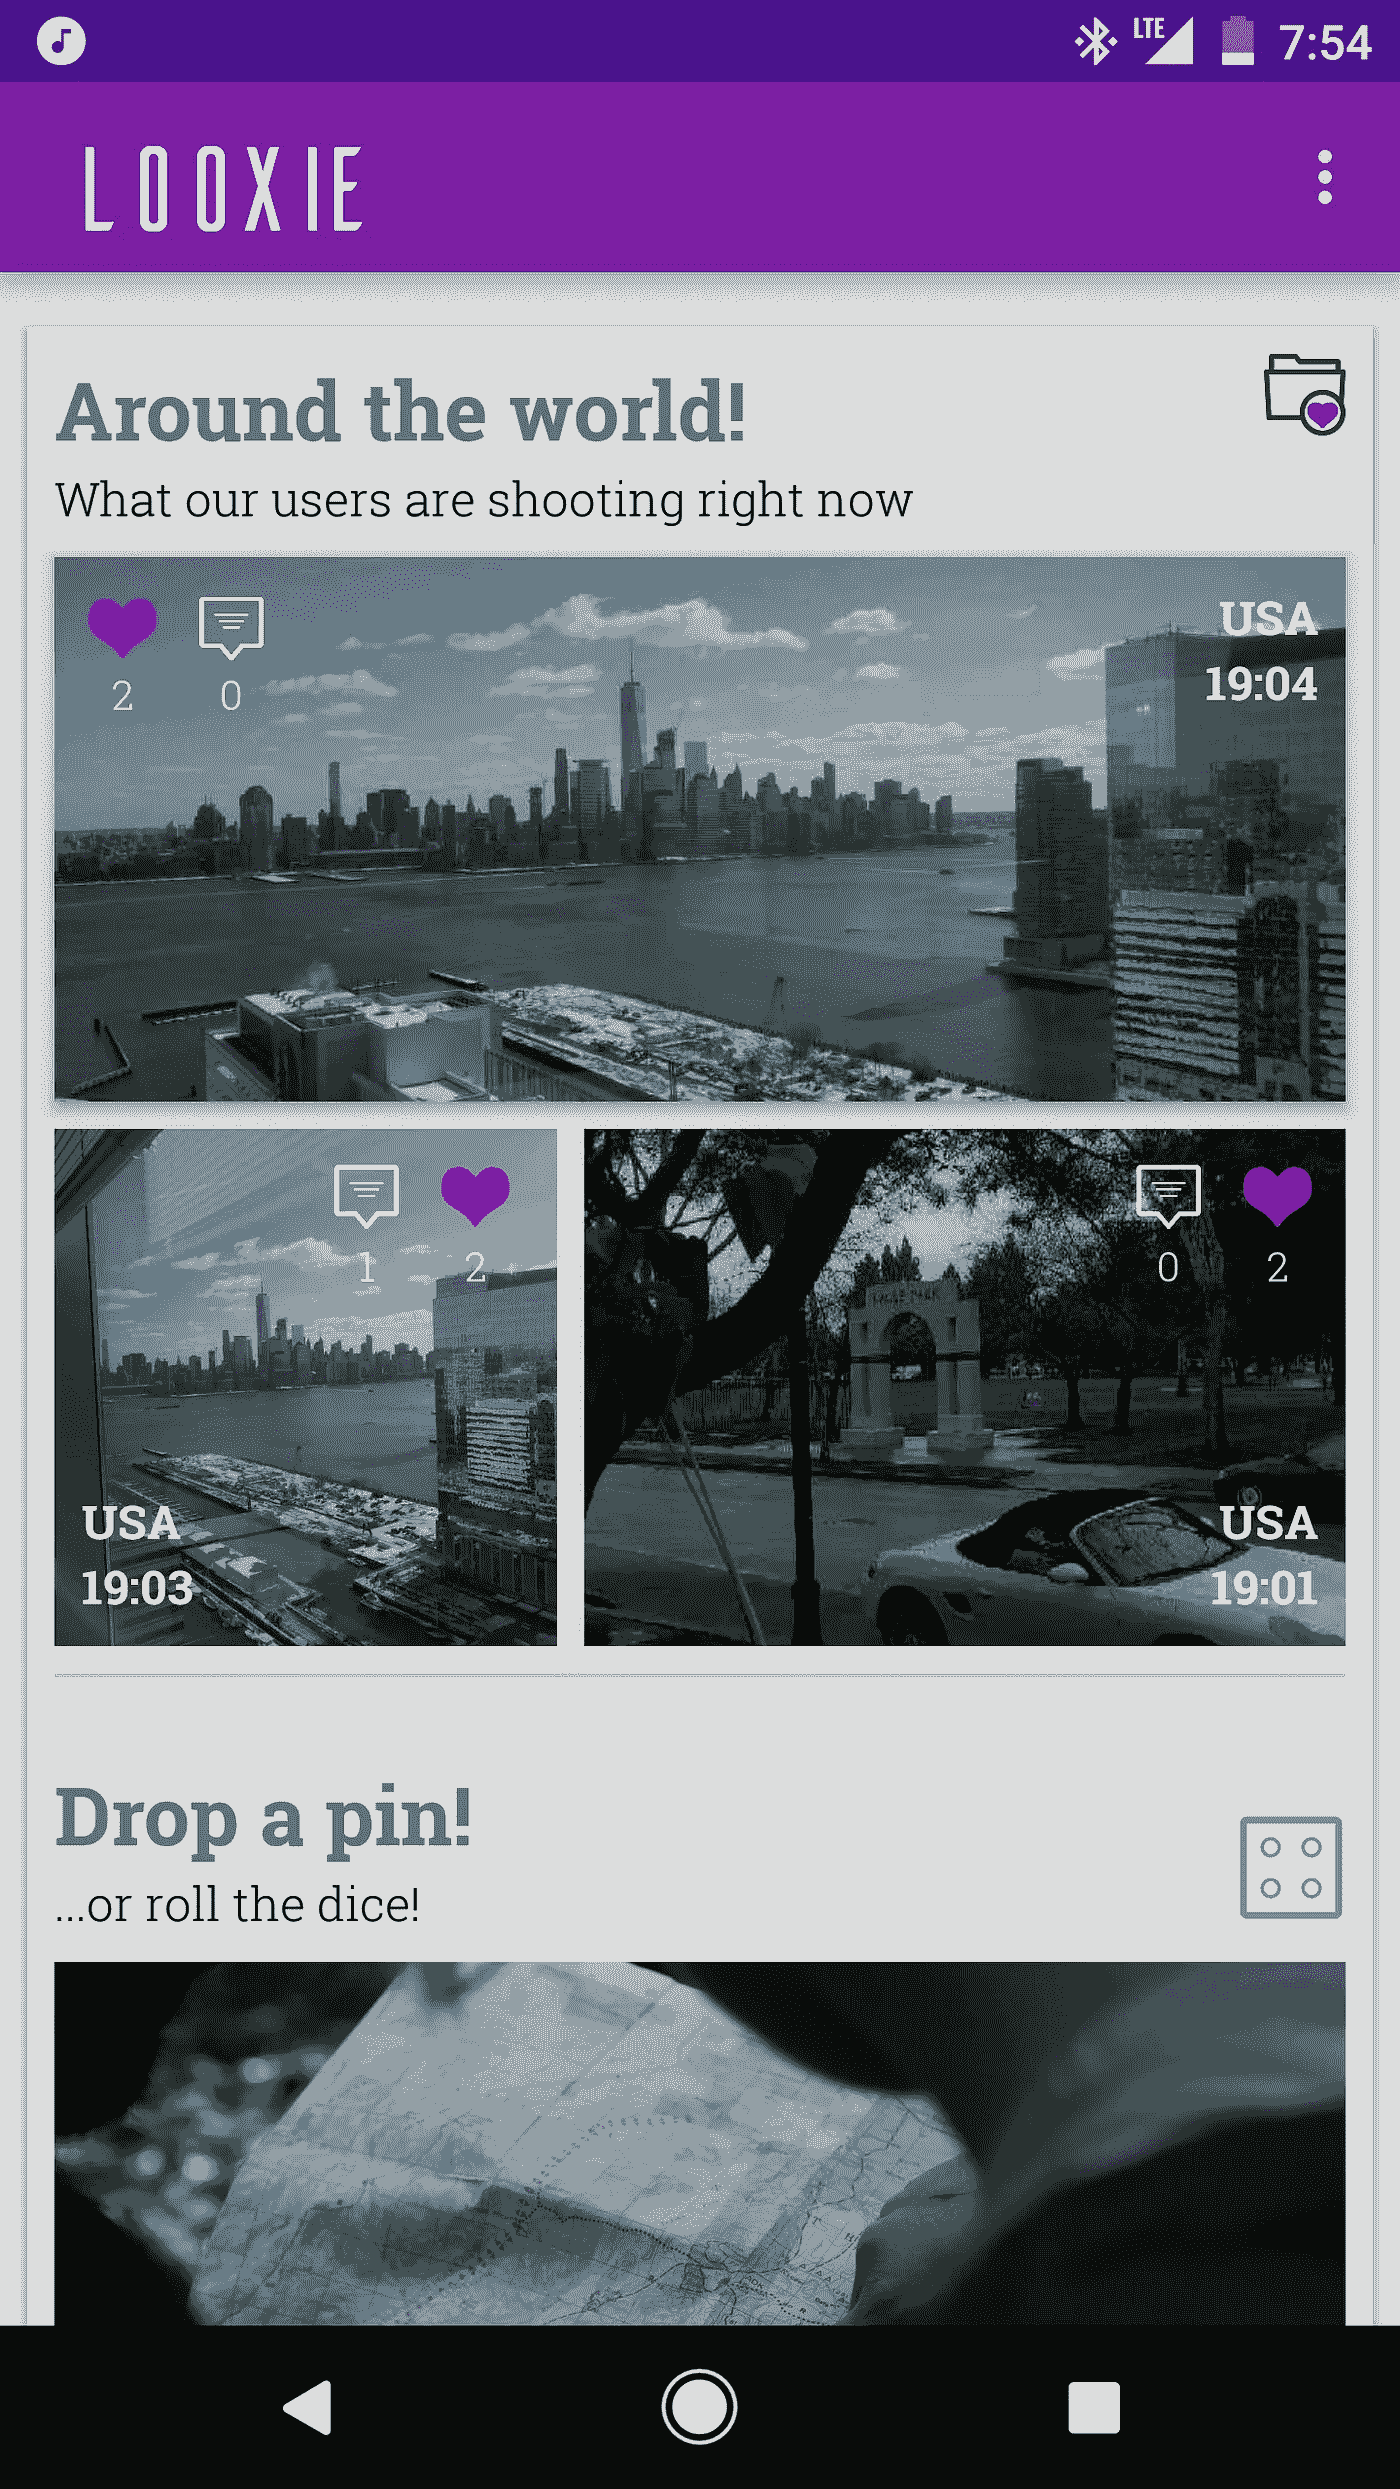 LTE 7:54
LOOXIE
Around the world!
What our users are shooting right now
2 0
USA
19:04
1 2
USA
19:03
0 2
USA
19:01
Drop a pin!
...or roll the dice!